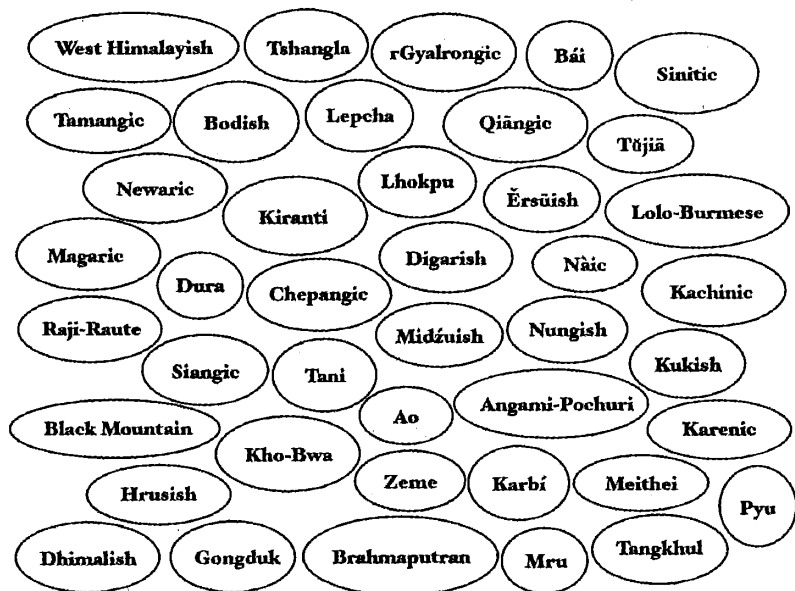 West Himalayish
Tshangla
rGyalrongic
Bái
Sinitic
Tamangic
Bodish
Lepcha
Qiāngic
Tǔjiā
Newaric
Kiranti
Lhokpu
Ěrsūish
Lolo-Burmese
Magaric
Dura
Chepangic
Digarish
Nàic
Kachinic
Raji-Raute
Siangic
Tani
Midźuish
Nungish
Kukish
Black Mountain
Kho-Bwa
Ao
Angami-Pochuri
Karenic
Hrusish
Zeme
Karbí
Meithei
Pyu
Dhimalish
Gongduk
Brahmaputran
Mru
Tangkhul